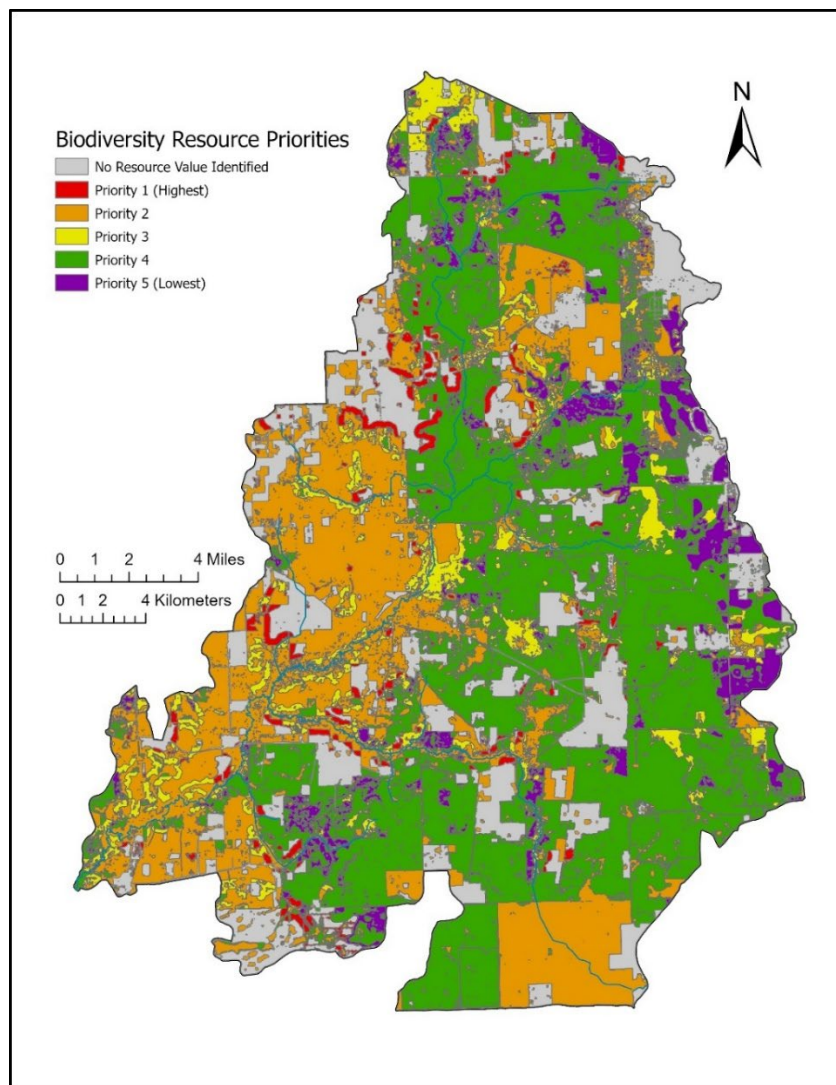 N
Biodiversity Resource Priorities
No Resource Value Identified
Priority 1 (Highest)
Priority 2
Priority 3
Priority 4
Priority 5 (Lowest)
0 1 2 4 Miles
0 1 2 4 Kilometers